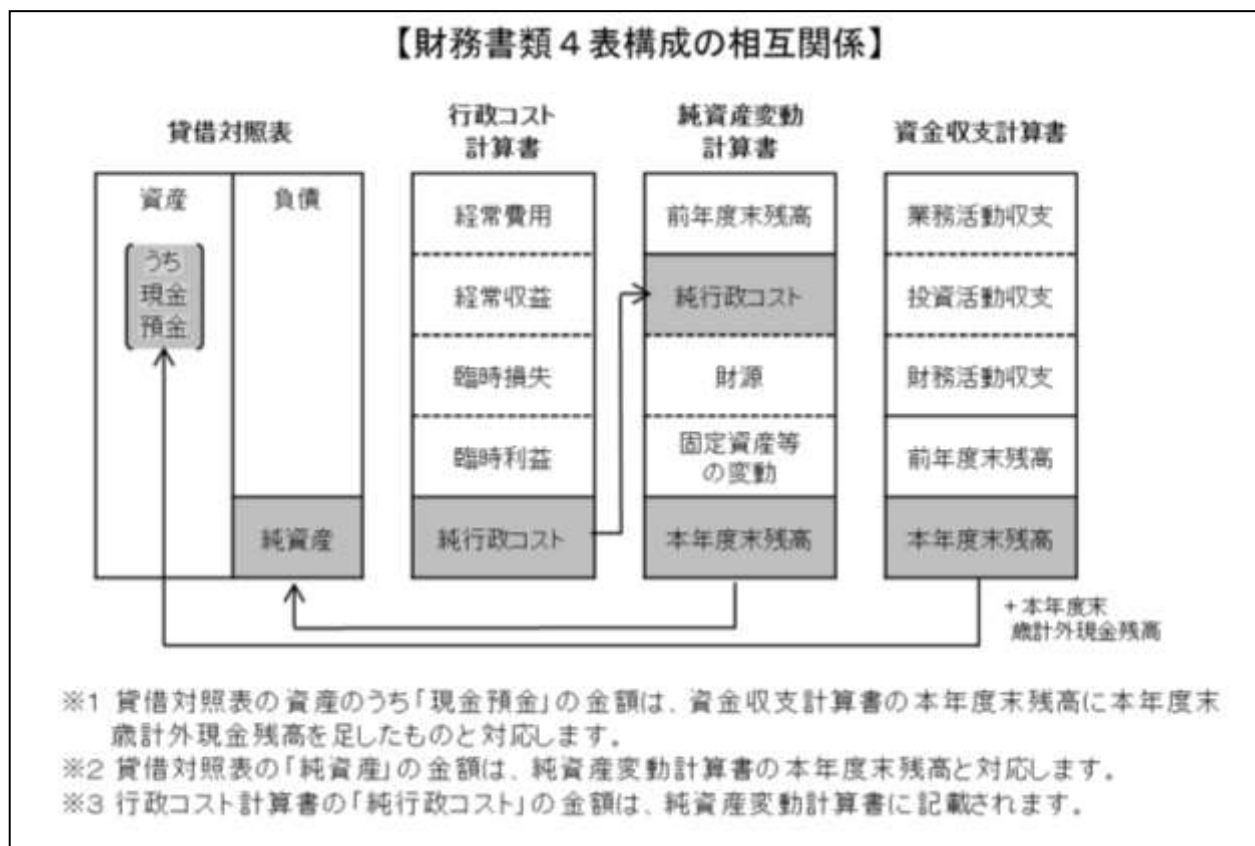 【財務書類４表構成の相互関係】
貸借対照表
資産
うち
現金
預金
負債
純資産
行政コスト
計算書
経常費用
経常収益
臨時損失
臨時利益
純行政コスト
純資産変動
計算書
前年度末残高
純行政コスト
財源
固定資産等
の変動
本年度末残高
資金収支計算書
業務活動収支
投資活動収支
財務活動収支
前年度末残高
本年度末残高
+本年度末
歳計外現金残高
※1 貸借対照表の資産のうち「現金預金」の金額は、資金収支計算書の本年度末残高に本年度末
歳計外現金残高を足したものと対応します。
※2 貸借対照表の「純資産」の金額は、純資産変動計算書の本年度末残高と対応します。
※3 行政コスト計算書の「純行政コスト」の金額は、純資産変動計算書に記載されます。